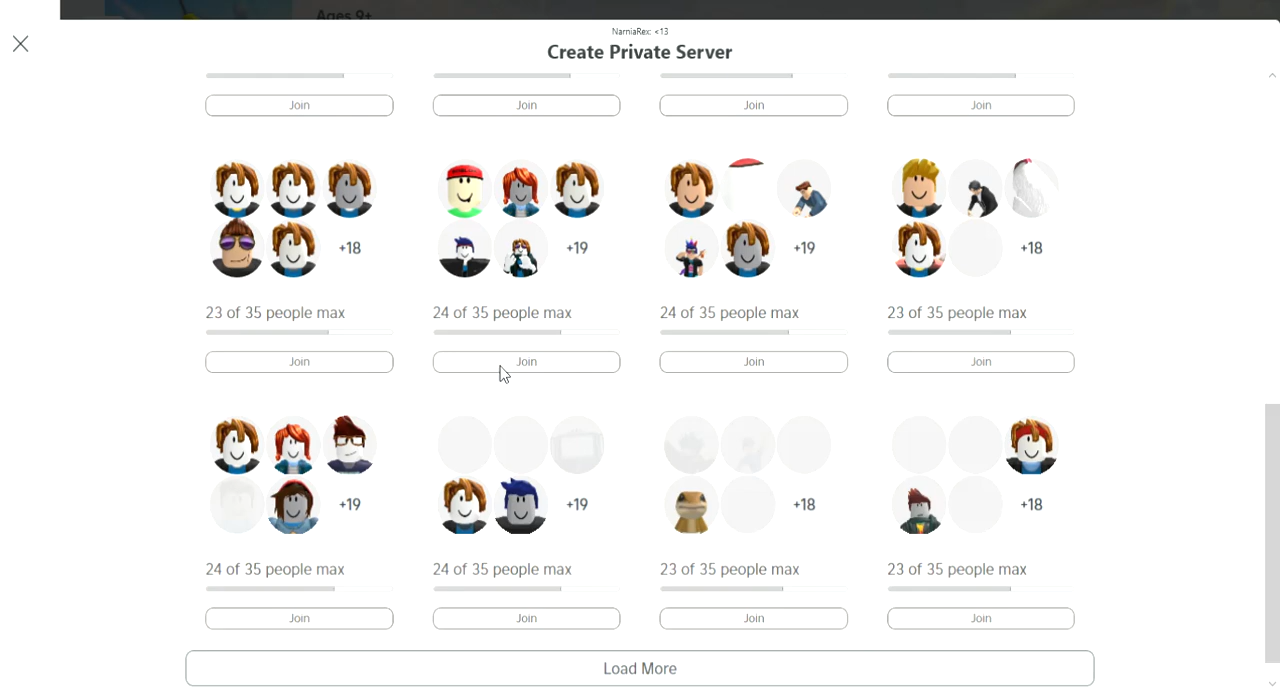 Ages 9+
NarniaRex: <13
Create Private Server
Join Join Join Join
+18 +19 +19 +18
23 of 35 people max 24 of 35 people max 24 of 35 people max 23 of 35 people max
Join Join Join Join
+19 +19 +18 +18
24 of 35 people max 24 of 35 people max 23 of 35 people max 23 of 35 people max
Join Join Join Join
Load More